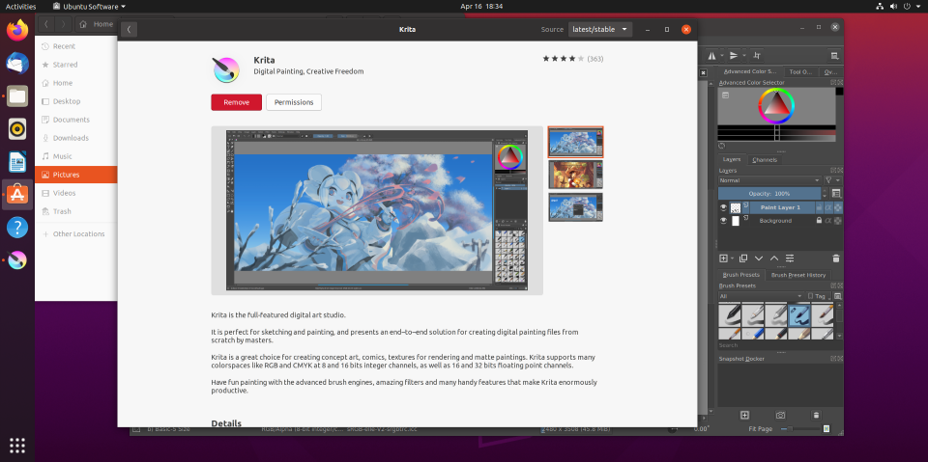 Activities
Ubuntu Software
Apr 16 18:34
Home
Krita
Source
latest/stable
Recent
Starred
Home
Desktop
Documents
Downloads
Music
Pictures
Videos
Trash
Other Locations
Krita
Digital Painting, Creative Freedom
(363)
Remove
Permissions
Krita is the full-featured digital art studio.
It is perfect for sketching and painting, and presents an end–to–end solution for creating digital painting files from
scratch by masters.
Krita is a great choice for creating concept art, comics, textures for rendering and matte paintings. Krita supports many
colorspaces like RGB and CMYK at 8 and 16 bits integer channels, as well as 16 and 32 bits floating point channels.
Have fun painting with the advanced brush engines, amazing filters and many handy features that make Krita enormously
productive.
Details
Advanced Color S...
Tool O...
Advanced Color Selector
Layers
Channels
Layers
Normal
Opacity: 100%
Paint Layer 1
Background
Brush Presets
Brush Preset History
Brush Presets
All
Tag
Search
Snapshot Docker
0.00°
Fit Page